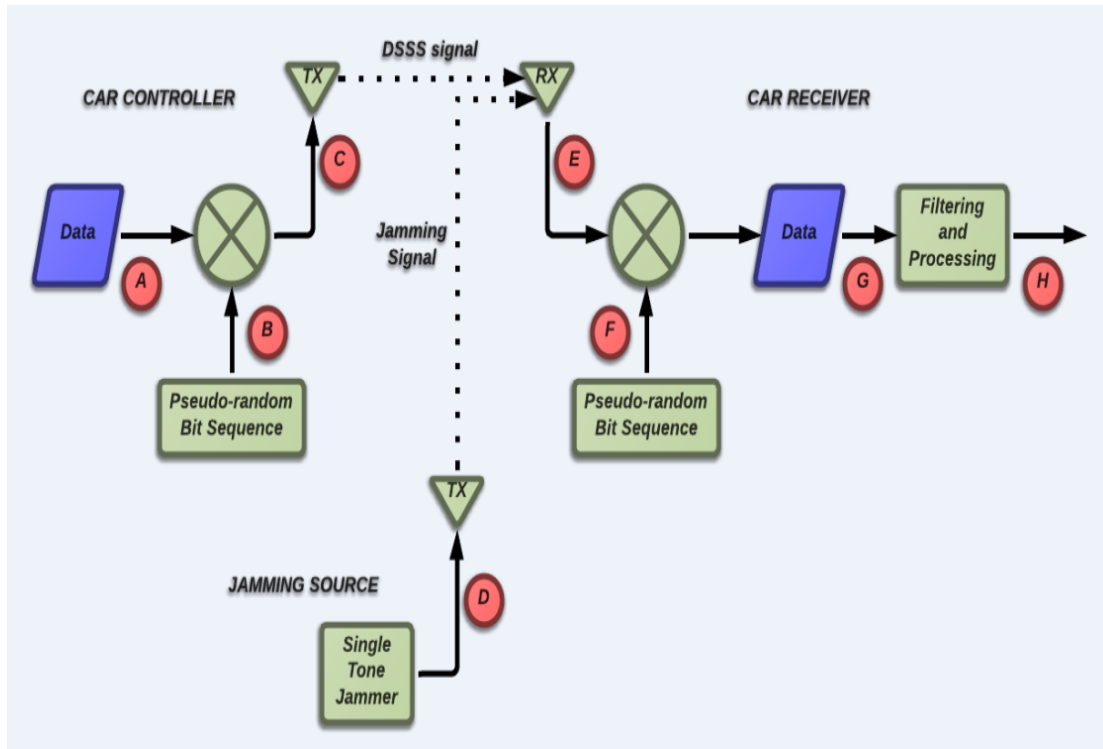 DSSS signal
TX
RX
CAR CONTROLLER
CAR RECEIVER
C
E
Data
A
B
Jamming
Signal
F
Data
G
Filtering
and
Processing
H
Pseudo-random
Bit Sequence
Pseudo-random
Bit Sequence
TX
JAMMING SOURCE
D
Single
Tone
Jammer